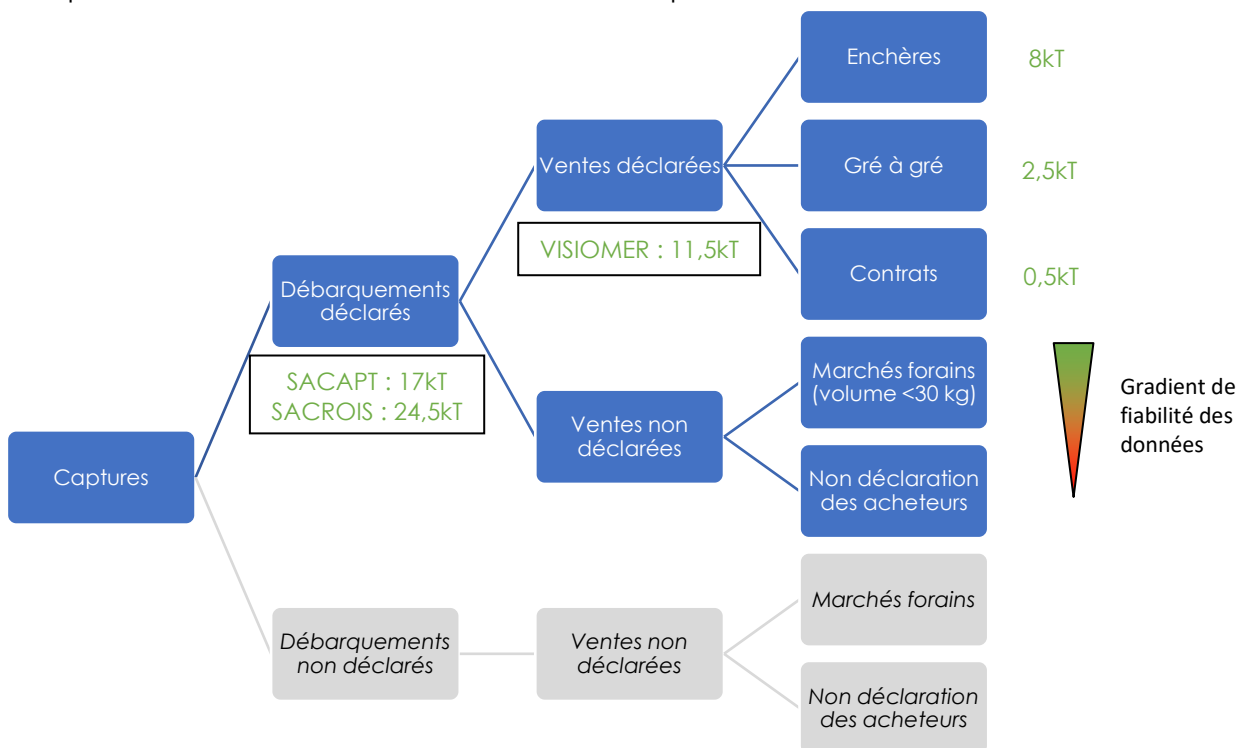 Enchères
8kT
Ventes déclarées
Gré à gré
2,5kT
VISIOMER : 11,5kT
Contrats
0,5kT
Débarquements
déclarés
SACAPT : 17kT
SACROIS : 24,5kT
Marchés forains
(volume <30 kg)
Gradient de
fiabilité des
données
Ventes non
déclarées
Captures
Non déclaration
des acheteurs
Marchés forains
Débarquements
non déclarés
Ventes non
déclarées
Non déclaration
des acheteurs